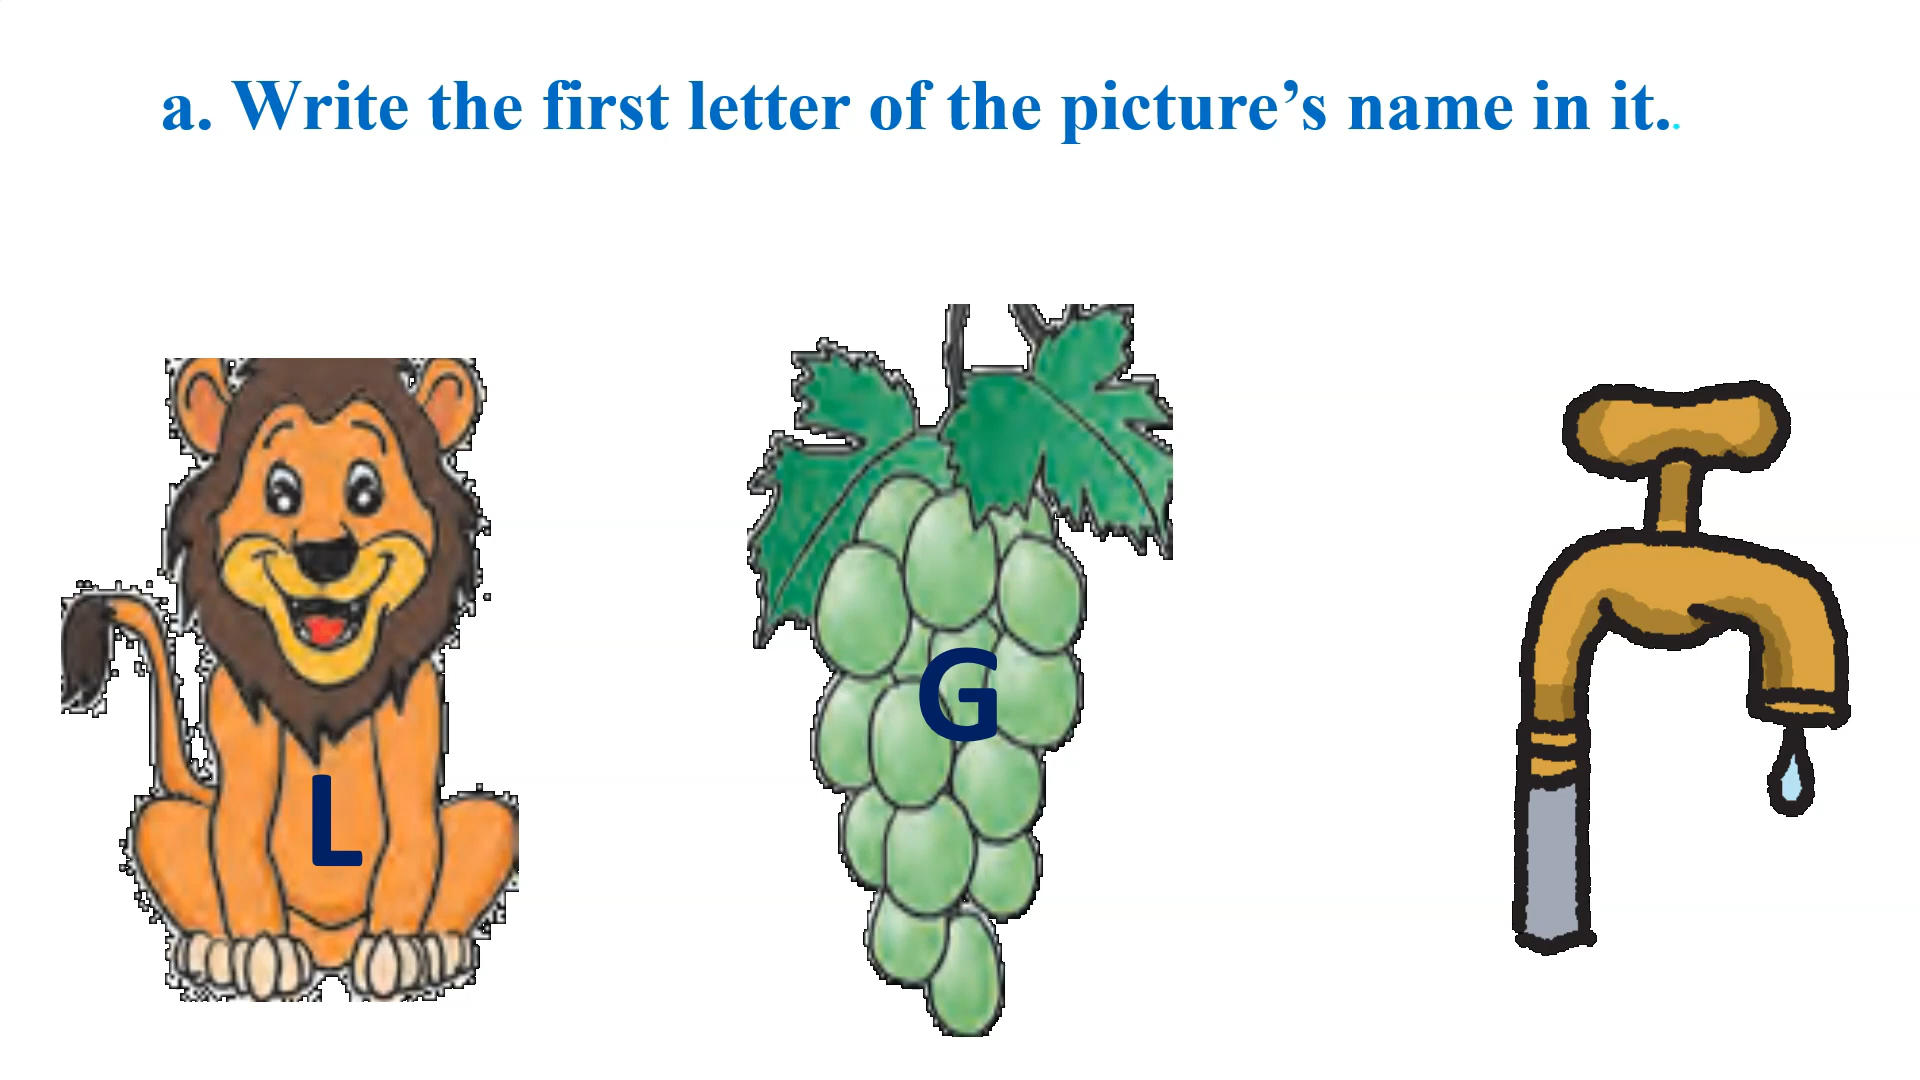 a. Write the first letter of the picture’s name in it..
G
L